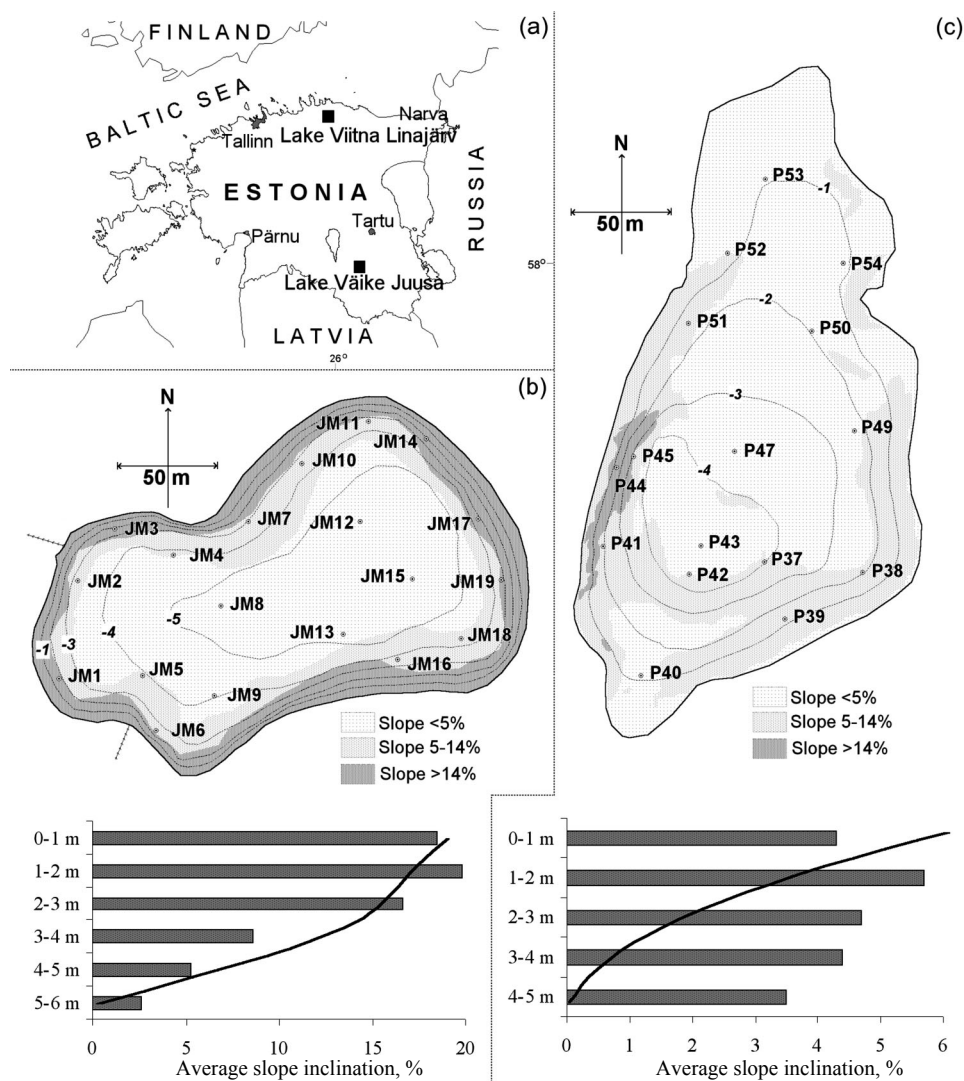 (a)
FINLAND
BALTIC SEA
Narva
Tallinn
Lake Viitna Linajärv
RUSSIA
ESTONIA
Tartu
Pärnu
Lake Väike Juusa
LATVIA
58°
26°
(b)
N
50 m
JM11
JM14
JM10
JM3
JM7
JM12
JM17
JM4
JM2
JM15
JM19
JM8
-5
-4
-3
-1
JM13
JM18
JM1
JM5
JM16
JM9
JM6
Slope <5%
Slope 5-14%
Slope >14%
(c)
N
50 m
P53
-1
P52
P54
-2
P51
P50
-3
P49
P45
P47
P44
-4
P41
P43
P37
P42
P38
P39
P40
Slope <5%
Slope 5-14%
Slope >14%
0-1 m
1-2 m
2-3 m
3-4 m
4-5 m
5-6 m
0 5 10 15 20
Average slope inclination, %
0-1 m
1-2 m
2-3 m
3-4 m
4-5 m
0 1 2 3 4 5 6
Average slope inclination, %